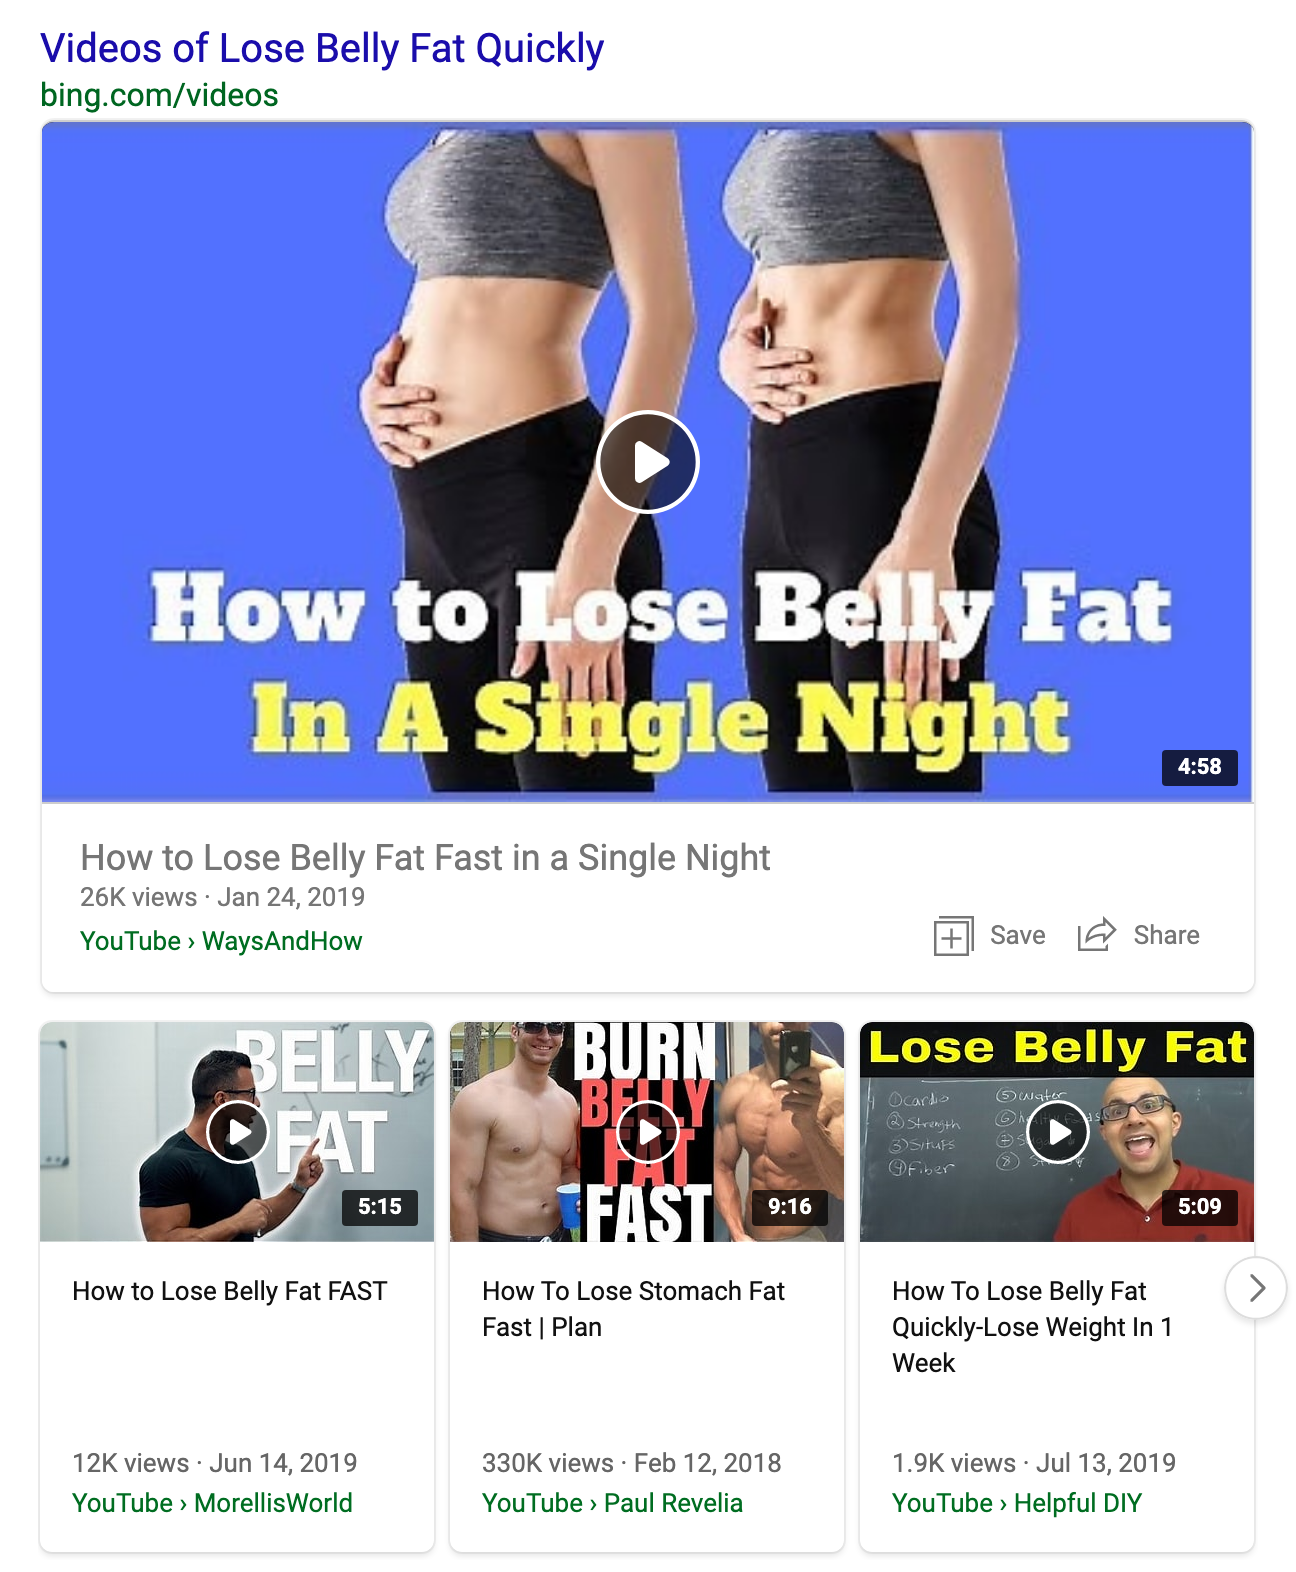 Videos of Lose Belly Fat Quickly
bing.com/videos
How to Lose Belly Fat
In A Single Night
4:58
How to Lose Belly Fat Fast in a Single Night
26K views · Jan 24, 2019
YouTube › WaysAndHow
Save
Share
BELLY
FAT
5:15
How to Lose Belly Fat FAST
12K views · Jun 14, 2019
YouTube › MorellisWorld
BURN
BELLY
FAT
FAST
9:16
How To Lose Stomach Fat
Fast | Plan
330K views · Feb 12, 2018
YouTube › Paul Revelia
Lose Belly Fat
①Cardio
②Strength
③Situps
④Fiber
⑤Water
⑥
⑧
5:09
How To Lose Belly Fat
Quickly-Lose Weight In 1
Week
1.9K views · Jul 13, 2019
YouTube › Helpful DIY